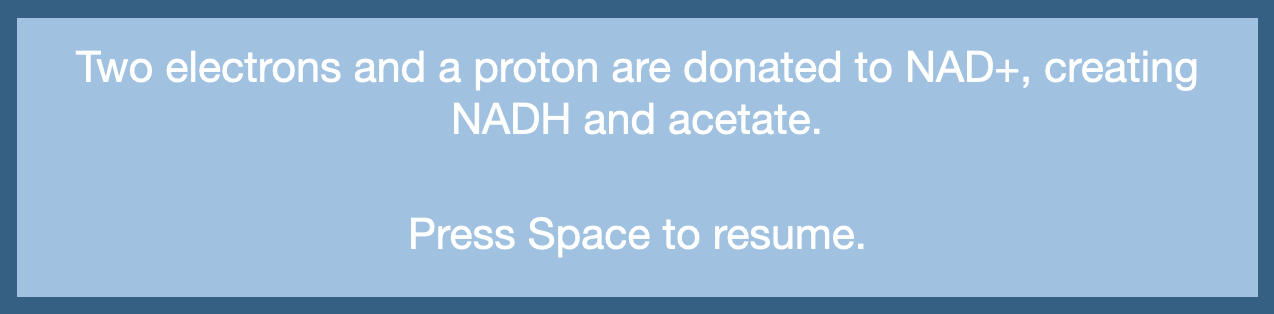 Two electrons and a proton are donated to NAD+, creating
NADH and acetate.
Press Space to resume.